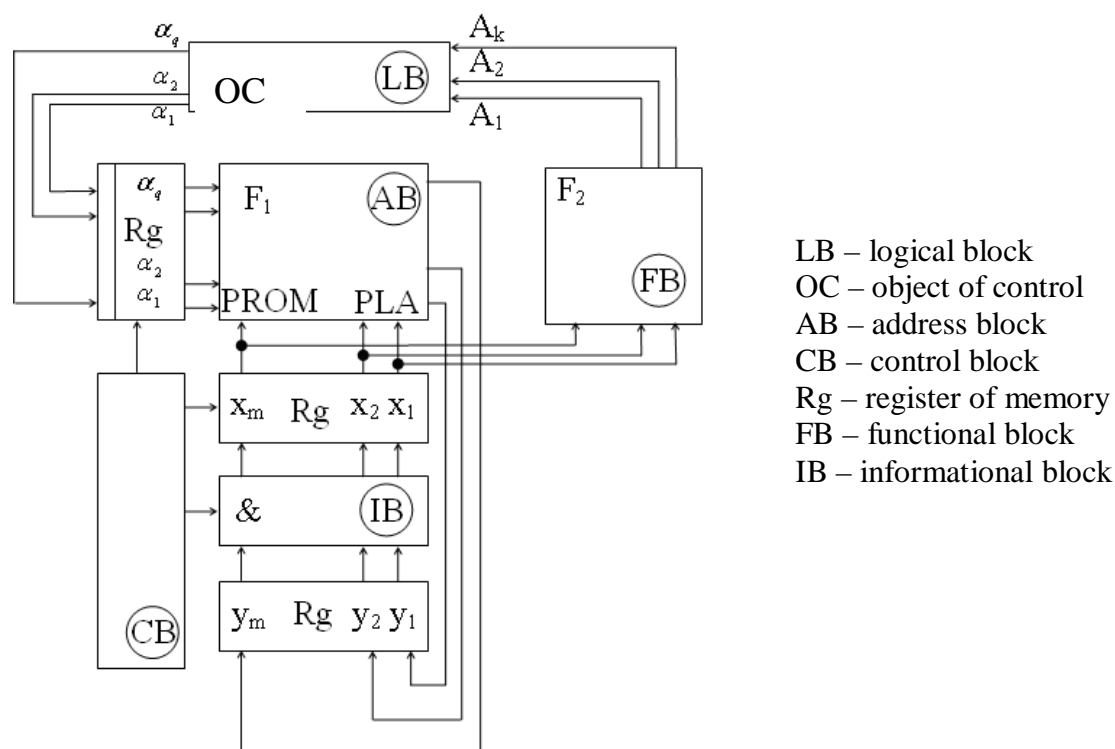 α_q A_k
LB
α_2 OC A_2
α_1 A_1
α_q F_1 AB F_2
Rg
α_2 FB
α_1 PROM PLA
x_m Rg x_2 x_1
& IB
y_m Rg y_2 y_1
CB
LB – logical block
OC – object of control
AB – address block
CB – control block
Rg – register of memory
FB – functional block
IB – informational block